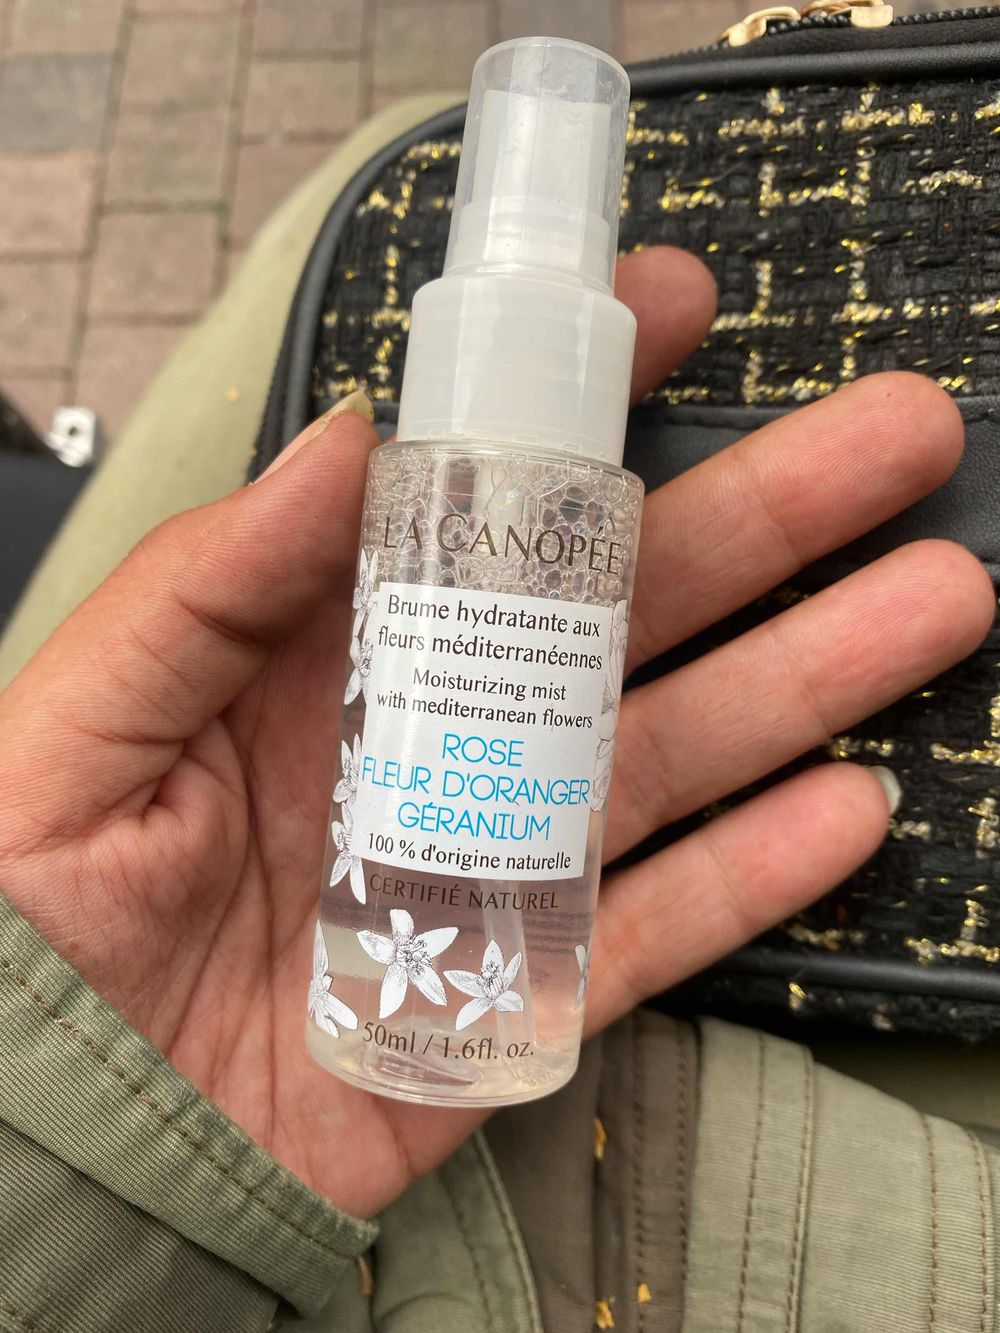 LA CANOPÉE
Brume hydratante aux
fleurs méditerranéennes
Moisturizing mist
with mediterranean flowers
ROSE
FLEUR D'ORANGER
GÉRANIUM
100 % d'origine naturelle
CERTIFIÉ NATUREL
50ml / 1.6fl. oz.